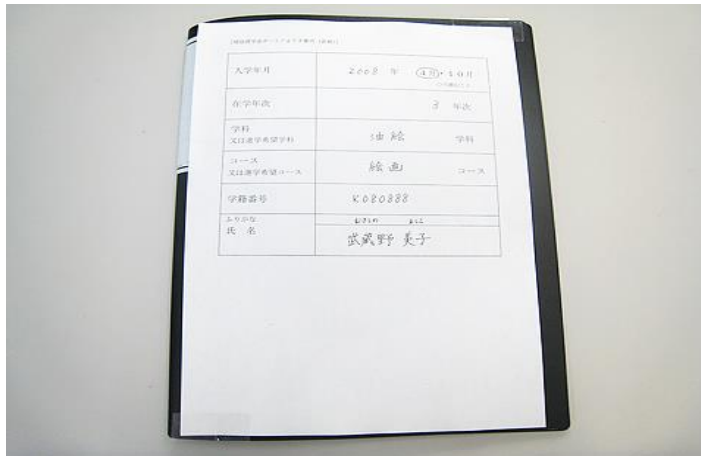 入学年月 2008 年 4月・10月
在学年次 3 年次
学科
又は進学希望学科 油絵 学科
コース
又は進学希望コース 絵画 コース
学籍番号 K080888
ふりがな むさしの よしこ
氏 名 武蔵野 美子